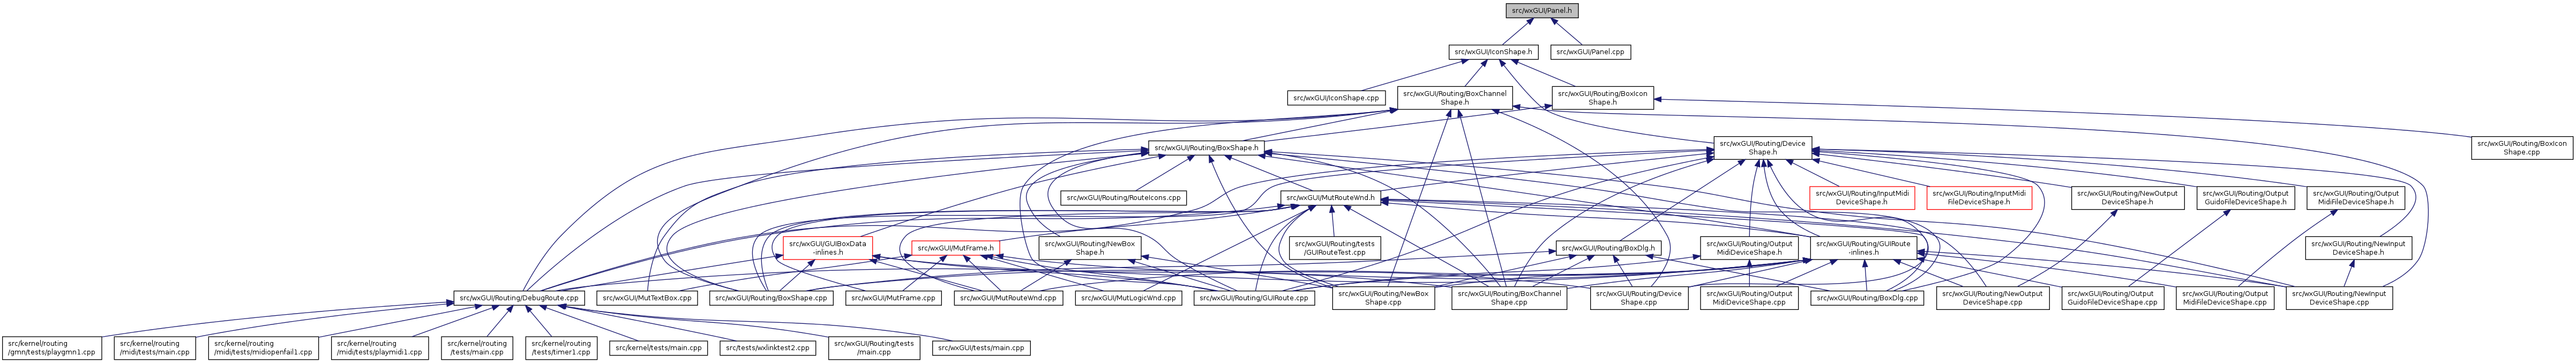 src/wxGUI/Panel.h
src/wxGUI/IconShape.h
src/wxGUI/Panel.cpp
src/wxGUI/IconShape.cpp
src/wxGUI/Routing/BoxChannel
Shape.h
src/wxGUI/Routing/BoxIcon
Shape.h
src/wxGUI/Routing/BoxShape.h
src/wxGUI/Routing/Device
Shape.h
src/wxGUI/Routing/BoxIcon
Shape.cpp
src/wxGUI/Routing/RouteIcons.cpp
src/wxGUI/MutRouteWnd.h
src/wxGUI/Routing/InputMidi
DeviceShape.h
src/wxGUI/Routing/InputMidi
FileDeviceShape.h
src/wxGUI/Routing/NewOutput
DeviceShape.h
src/wxGUI/Routing/Output
GuidoFileDeviceShape.h
src/wxGUI/Routing/Output
MidiFileDeviceShape.h
src/wxGUI/GUIBoxData
-inlines.h
src/wxGUI/MutFrame.h
src/wxGUI/Routing/NewBox
Shape.h
src/wxGUI/Routing/tests
/GUIRouteTest.cpp
src/wxGUI/Routing/BoxDlg.h
src/wxGUI/Routing/Output
MidiDeviceShape.h
src/wxGUI/Routing/GUIRoute
-inlines.h
src/wxGUI/Routing/NewInput
DeviceShape.h
src/wxGUI/Routing/DebugRoute.cpp
src/wxGUI/MutTextBox.cpp
src/wxGUI/Routing/BoxShape.cpp
src/wxGUI/MutFrame.cpp
src/wxGUI/MutRouteWnd.cpp
src/wxGUI/MutLogicWnd.cpp
src/wxGUI/Routing/GUIRoute.cpp
src/wxGUI/Routing/NewBox
Shape.cpp
src/wxGUI/Routing/BoxChannel
Shape.cpp
src/wxGUI/Routing/Device
Shape.cpp
src/wxGUI/Routing/Output
MidiDeviceShape.cpp
src/wxGUI/Routing/BoxDlg.cpp
src/wxGUI/Routing/NewOutput
DeviceShape.cpp
src/wxGUI/Routing/Output
GuidoFileDeviceShape.cpp
src/wxGUI/Routing/Output
MidiFileDeviceShape.cpp
src/wxGUI/Routing/NewInput
DeviceShape.cpp
src/kernel/routing
/gmn/tests/playgmn1.cpp
src/kernel/routing
/midi/tests/main.cpp
src/kernel/routing
/midi/tests/midiopenfail1.cpp
src/kernel/routing
/midi/tests/playmidi1.cpp
src/kernel/routing
/tests/main.cpp
src/kernel/routing
/tests/timer1.cpp
src/kernel/tests/main.cpp
src/tests/wxlinktest2.cpp
src/wxGUI/Routing/tests
/main.cpp
src/wxGUI/tests/main.cpp